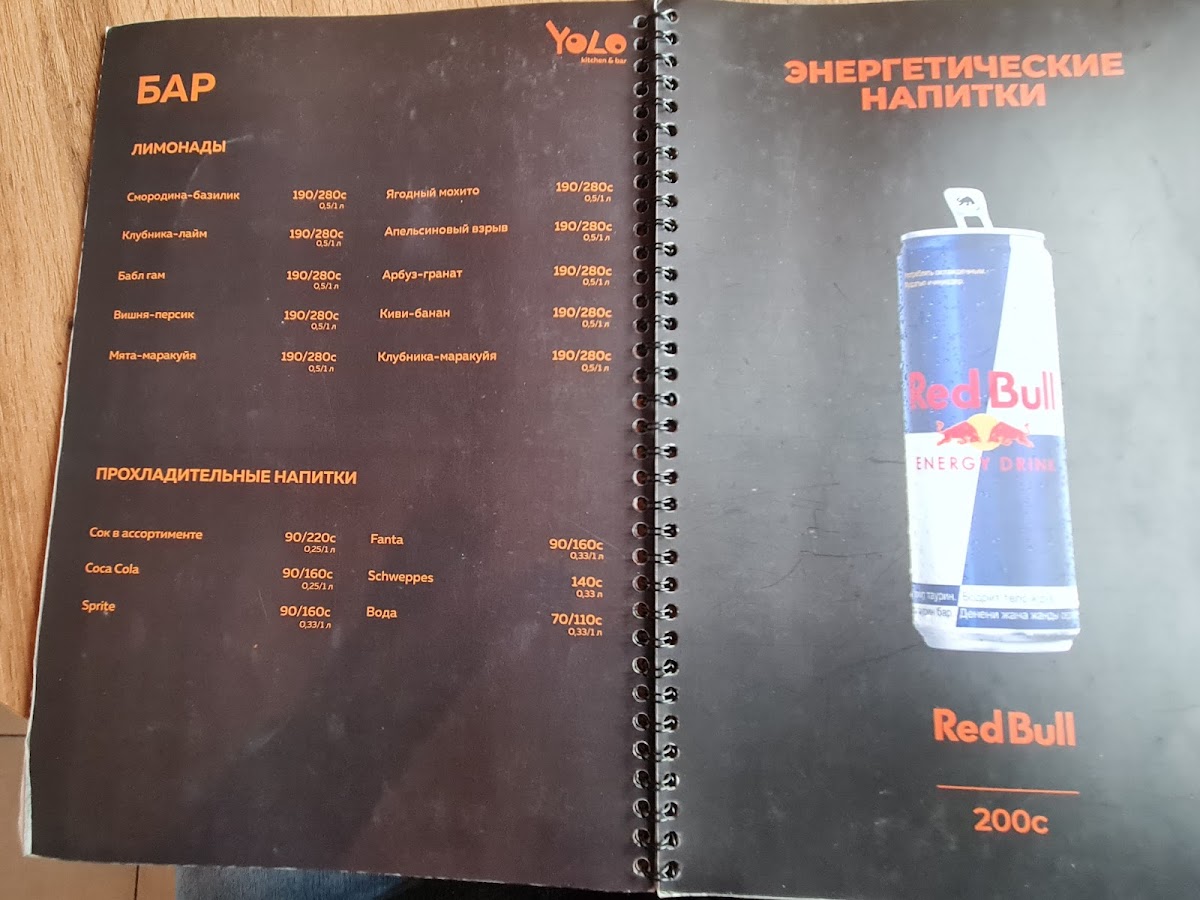 YOLO
kitchen & bar
БАР
ЛИМОНАДЫ
Смородина-базилик 190/280с
0,5/1 л
Клубника-лайм 190/280с
0,5/1 л
Бабл гам 190/280с
0,5/1 л
Вишня-персик 190/280с
0,5/1 л
Мята-маракуйя 190/280с
0,5/1 л
Ягодный мохито 190/280с
0,5/1 л
Апельсиновый взрыв 190/280с
0,5/1 л
Арбуз-гранат 190/280с
0,5/1 л
Киви-банан 190/280с
0,5/1 л
Клубника-маракуйя 190/280с
0,5/1 л
ПРОХЛАДИТЕЛЬНЫЕ НАПИТКИ
Сок в ассортименте 90/220с
0,25/1 л
Coca Cola 90/160с
0,25/1 л
Sprite 90/160с
0,33/1 л
Fanta 90/160с
0,33/1 л
Schweppes 140с
0,33 л
Вода 70/110с
0,33/1 л
ЭНЕРГЕТИЧЕСКИЕ
НАПИТКИ
Red Bull
ENERGY DRINK
таурин.
бар.
Денени жана жанды
Red Bull
200с